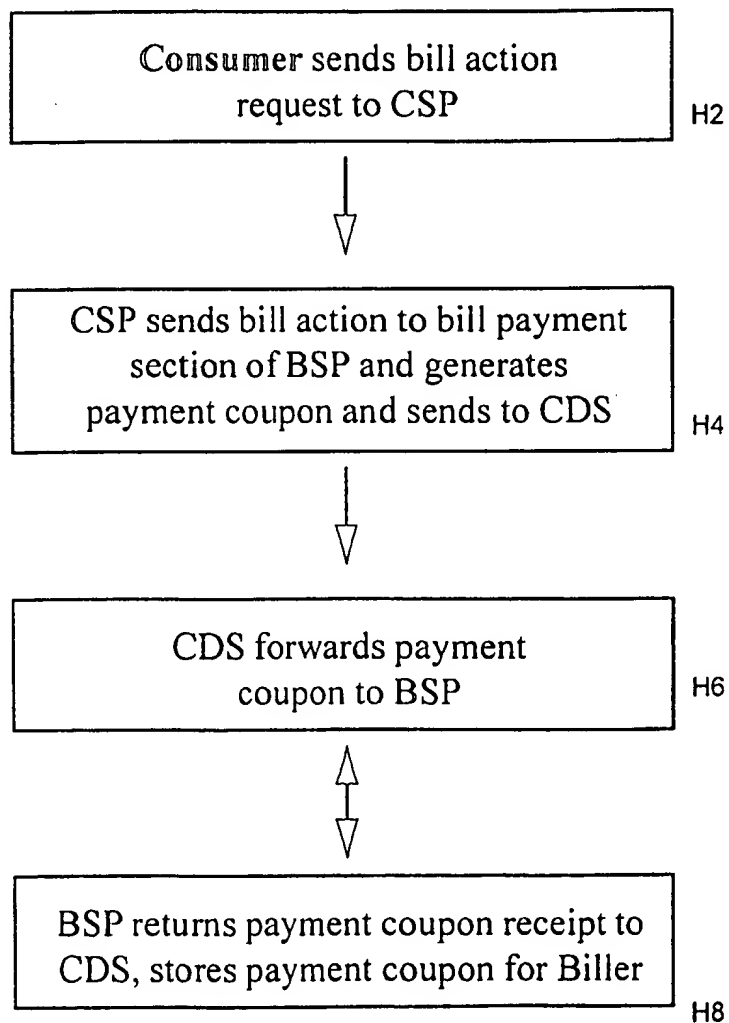 Consumer sends bill action
request to CSP
H2
CSP sends bill action to bill payment
section of BSP and generates
payment coupon and sends to CDS
H4
CDS forwards payment
coupon to BSP
H6
BSP returns payment coupon receipt to
CDS, stores payment coupon for Biller
H8